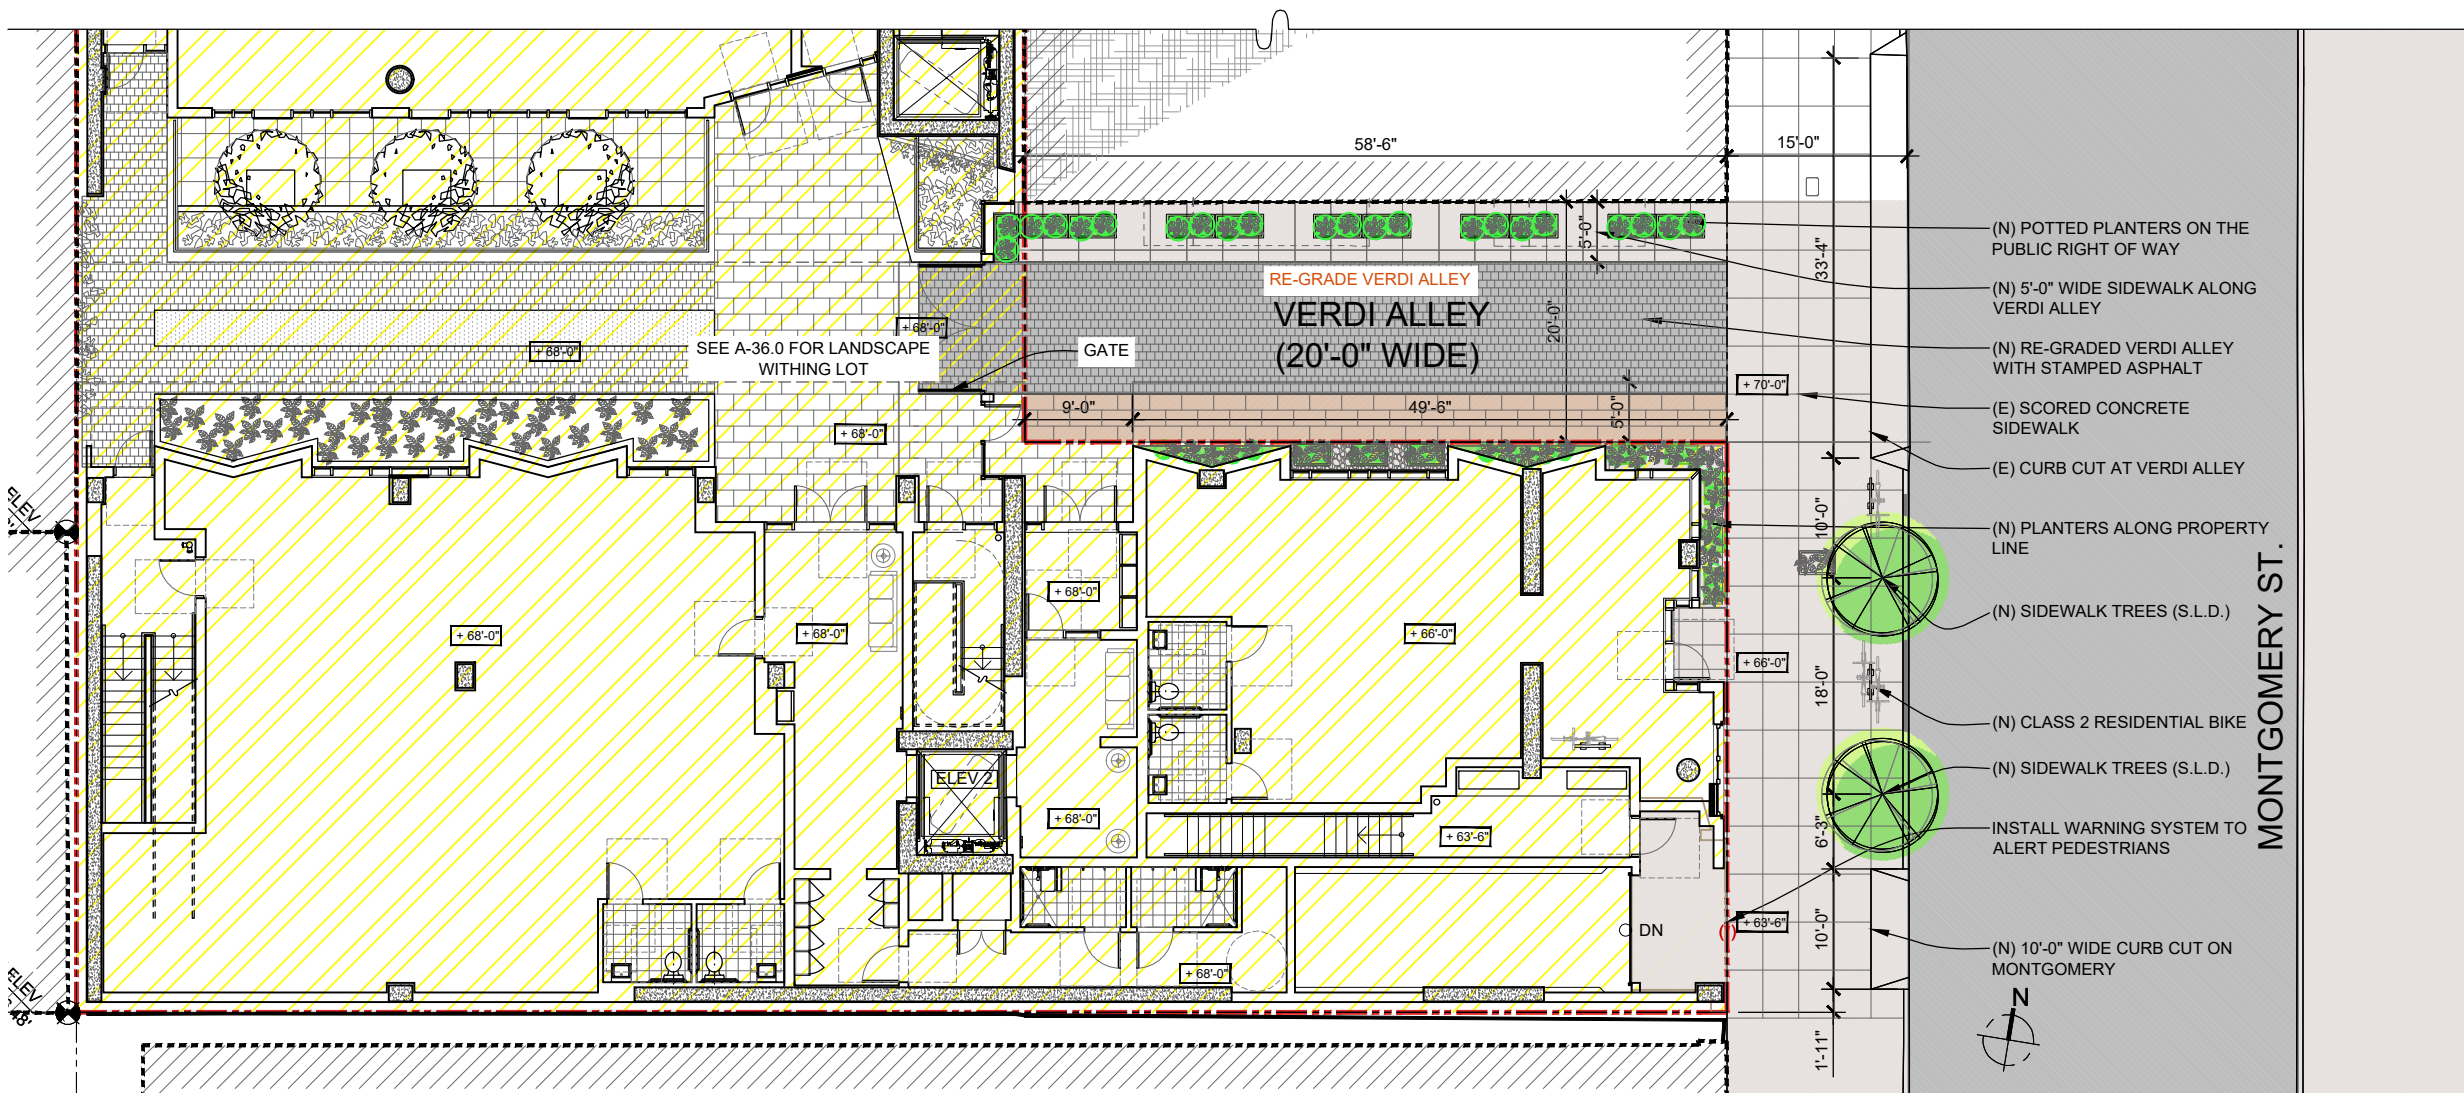 58'-6"
15'-0"
33'-4"
5'-0"
(N) POTTED PLANTERS ON THE
PUBLIC RIGHT OF WAY
RE-GRADE VERDI ALLEY
VERDI ALLEY
(20'-0" WIDE)
20'-0"
(N) 5'-0" WIDE SIDEWALK ALONG
VERDI ALLEY
+ 68'-0"
+ 68'-0"
SEE A-36.0 FOR LANDSCAPE
WITHING LOT
GATE
(N) RE-GRADED VERDI ALLEY
WITH STAMPED ASPHALT
+ 70'-0"
9'-0"
49'-6"
5'-0"
(E) SCORED CONCRETE
SIDEWALK
+ 68'-0"
(E) CURB CUT AT VERDI ALLEY
ELEV
10'-0"
(N) PLANTERS ALONG PROPERTY
LINE
+ 68'-0"
(N) SIDEWALK TREES (S.L.D.)
+ 68'-0"
+ 68'-0"
+ 66'-0"
+ 66'-0"
18'-0"
(N) CLASS 2 RESIDENTIAL BIKE
MONTGOMERY ST.
ELEV 2
(N) SIDEWALK TREES (S.L.D.)
+ 68'-0"
+ 63'-6"
6'-3"
INSTALL WARNING SYSTEM TO
ALERT PEDESTRIANS
DN
+ 63'-6"
10'-0"
(N) 10'-0" WIDE CURB CUT ON
MONTGOMERY
ELEV
48'
+ 68'-0"
N
1'-11"